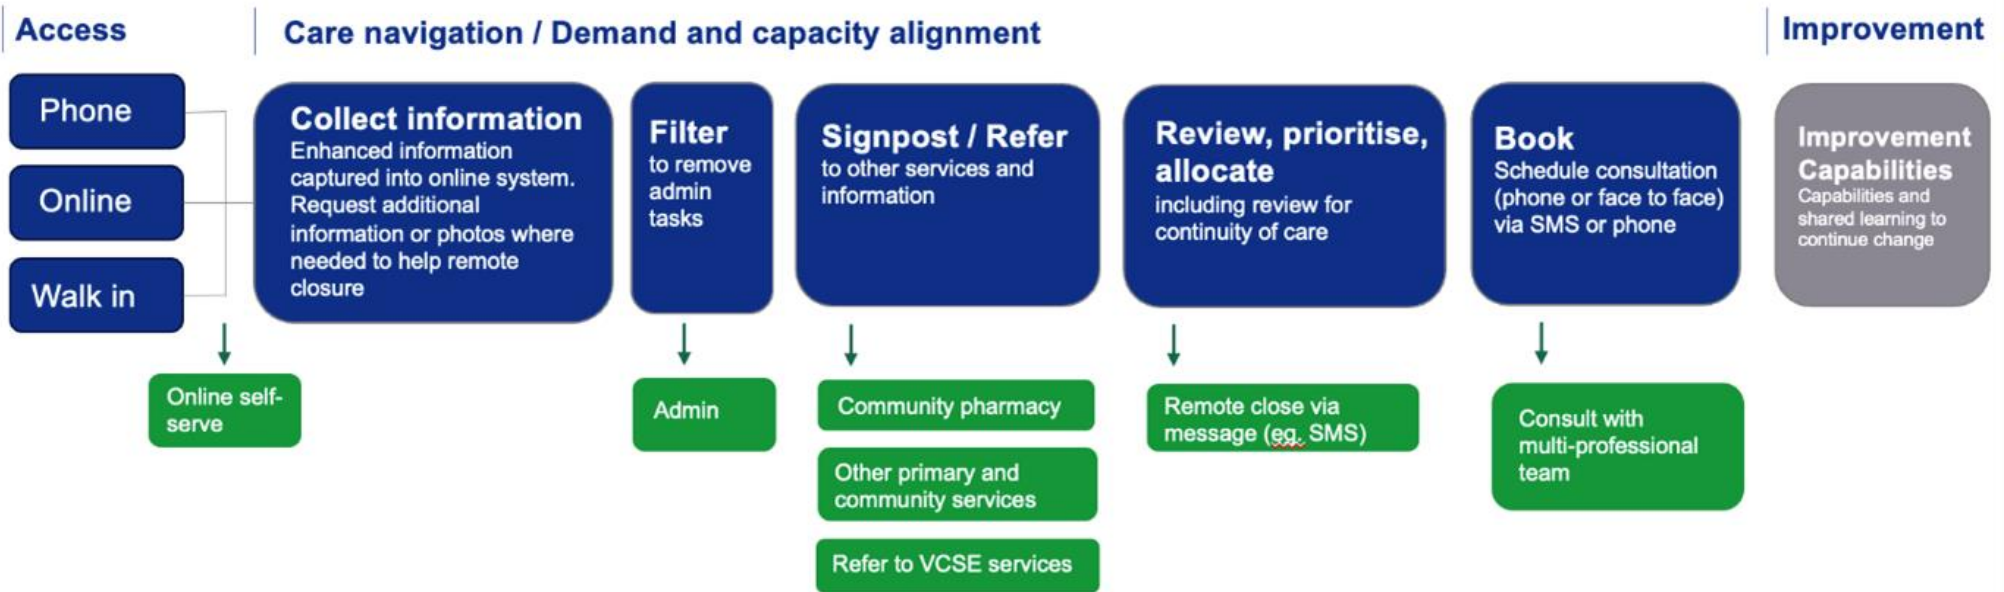 Access
Care navigation / Demand and capacity alignment
Improvement
Phone
Online
Walk in
Collect information
Enhanced information
captured into online system.
Request additional
information or photos where
needed to help remote
closure
Filter
to remove
admin
tasks
Signpost / Refer
to other services and
information
Review, prioritise,
allocate
including review for
continuity of care
Book
Schedule consultation
(phone or face to face)
via SMS or phone
Improvement
Capabilities
Capabilities and
shared learning to
continue change
Online self-
serve
Admin
Community pharmacy
Other primary and
community services
Refer to VCSE services
Remote close via
message (eg. SMS)
Consult with
multi-professional
team